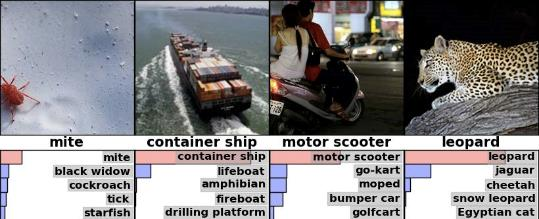 mite
container ship
motor scooter
leopard
mite
black widow
cockroach
tick
starfish
container ship
lifeboat
amphibian
fireboat
drilling platform
motor scooter
go-kart
moped
bumper car
golfcart
leopard
jaguar
cheetah
snow leopard
Egyptian cat